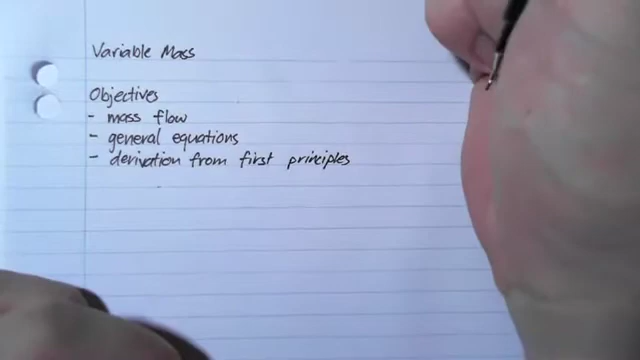 Variable Mass
Objectives
- mass flow
- general equations
- derivation from first principles